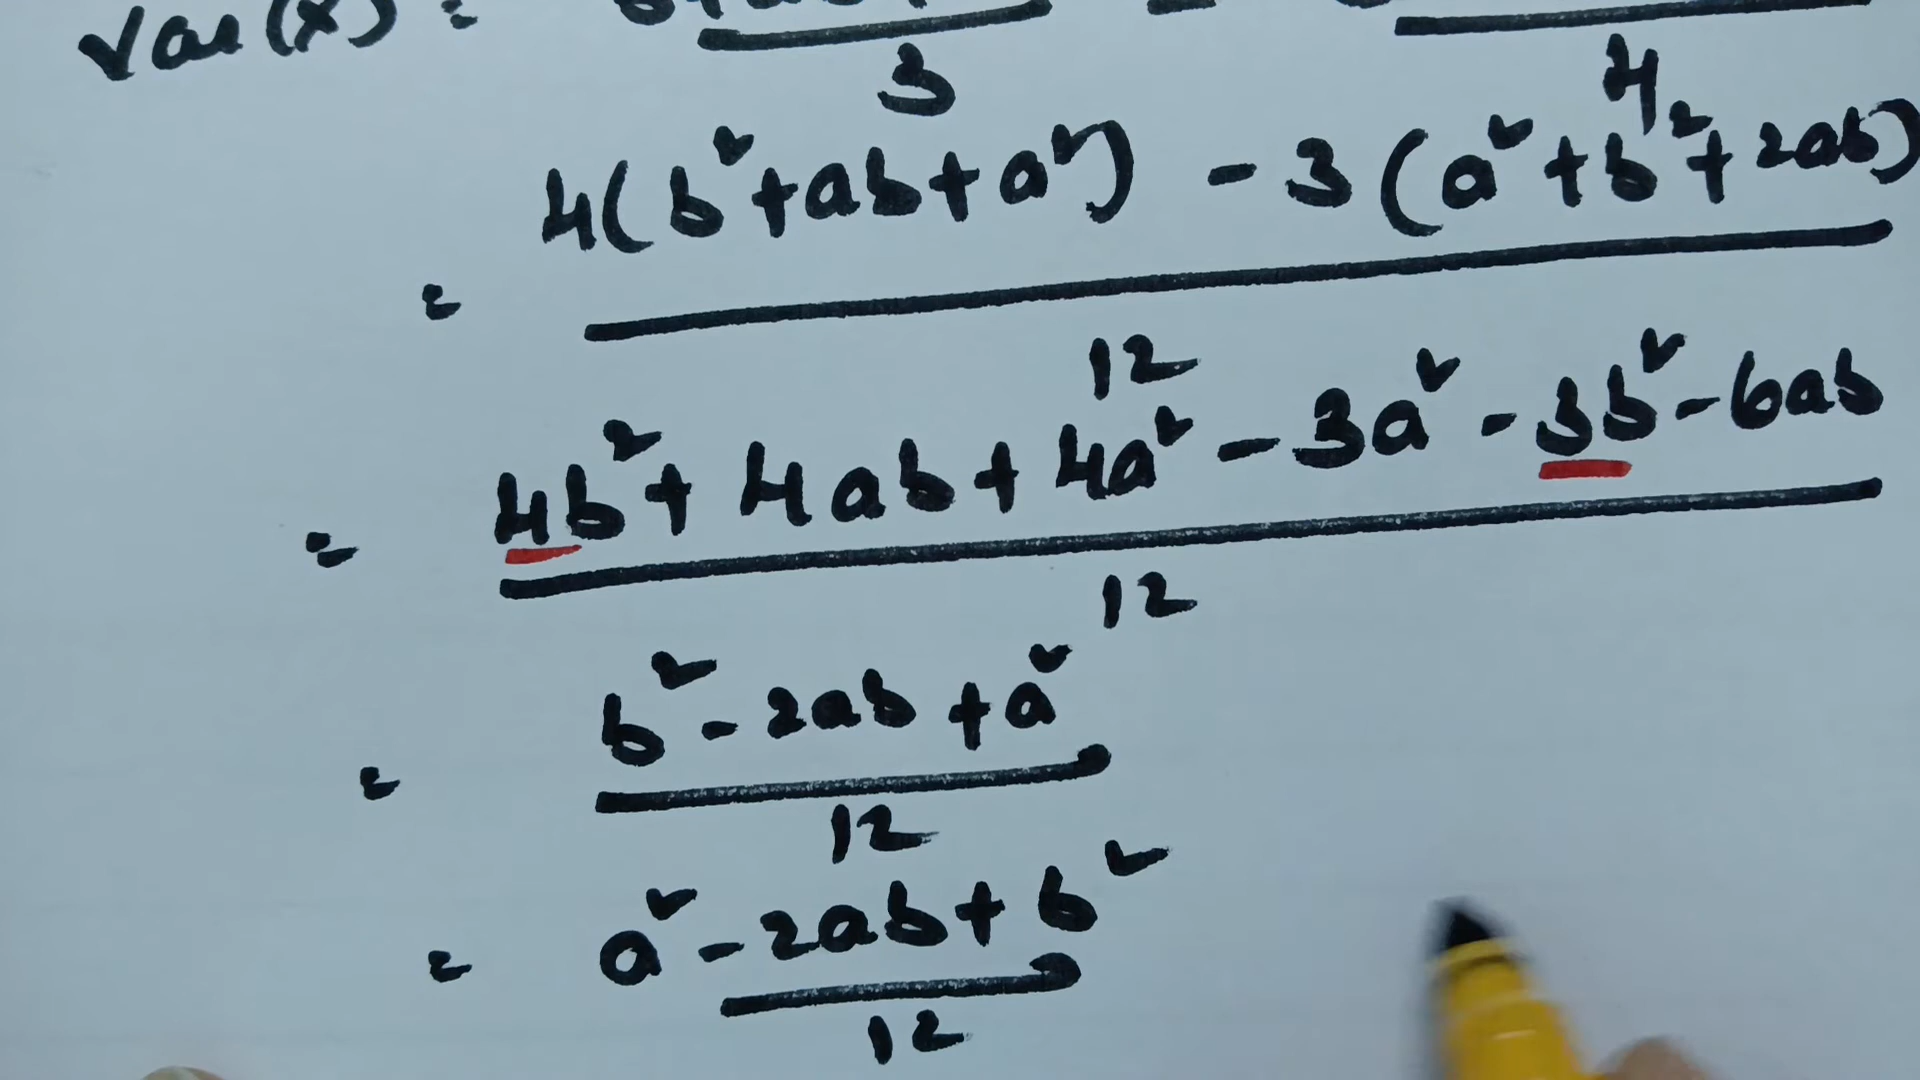 Var(x) =
3 4
4(b²+ab+a²) - 3(a²+b²+2ab)
=
12
= 4b²+4ab+4a²-3a²-3b²-6ab
12
= b²-2ab+a²
12
= a²-2ab+b²
12